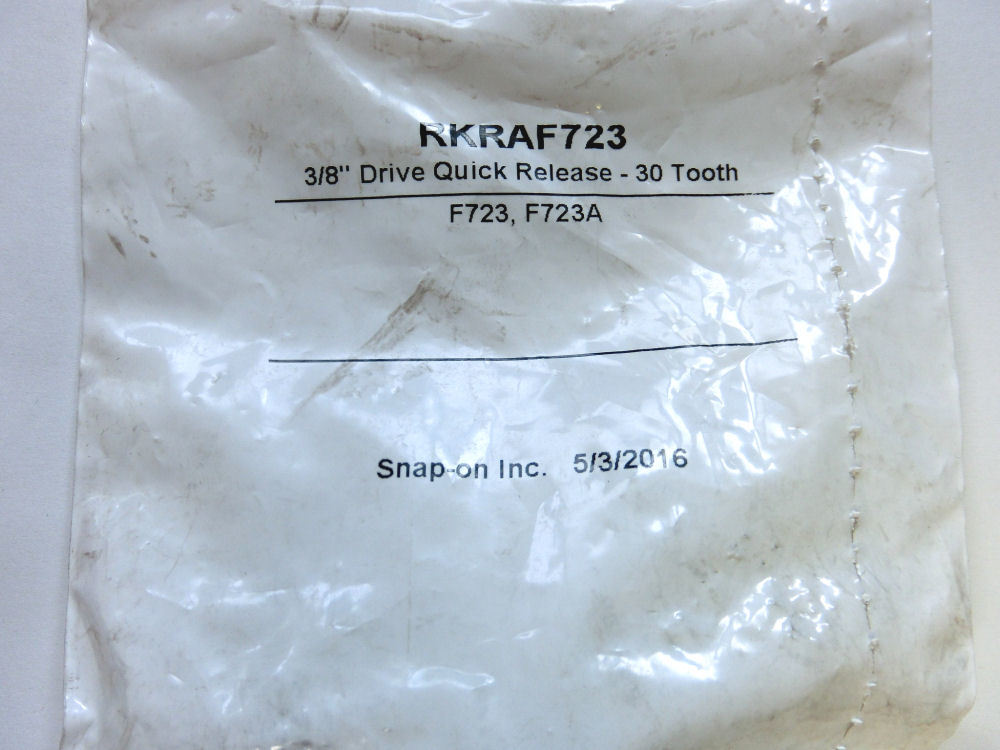 RKRAF723
3/8" Drive Quick Release - 30 Tooth
F723, F723A
Snap-on Inc. 5/3/2016